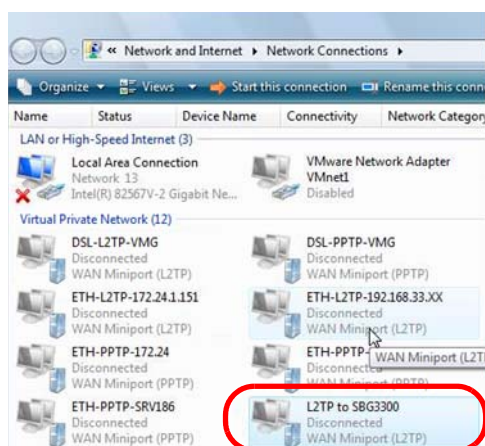 « Network and Internet ▸ Network Connections ▸
Organize Views Start this connection Rename this conn
Name Status Device Name Connectivity Network Category
LAN or High-Speed Internet (3)
Local Area Connection
Network 13
Intel(R) 82567V-2 Gigabit Ne...
VMware Network Adapter
VMnet1
Disabled
Virtual Private Network (12)
DSL-L2TP-VMG
Disconnected
WAN Miniport (L2TP)
DSL-PPTP-VMG
Disconnected
WAN Miniport (PPTP)
ETH-L2TP-172.24.1.151
Disconnected
WAN Miniport (L2TP)
ETH-L2TP-192.168.33.XX
Disconnected
WAN Miniport (L2TP)
ETH-PPTP-172.24
Disconnected
WAN Miniport (PPTP)
ETH-PPTP-
WAN Miniport (L2T
Disconnected
WAN Miniport (PPTP)
ETH-PPTP-SRV186
Disconnected
WAN Miniport (PPTP)
L2TP to SBG3300
Disconnected
WAN Miniport (L2TP)